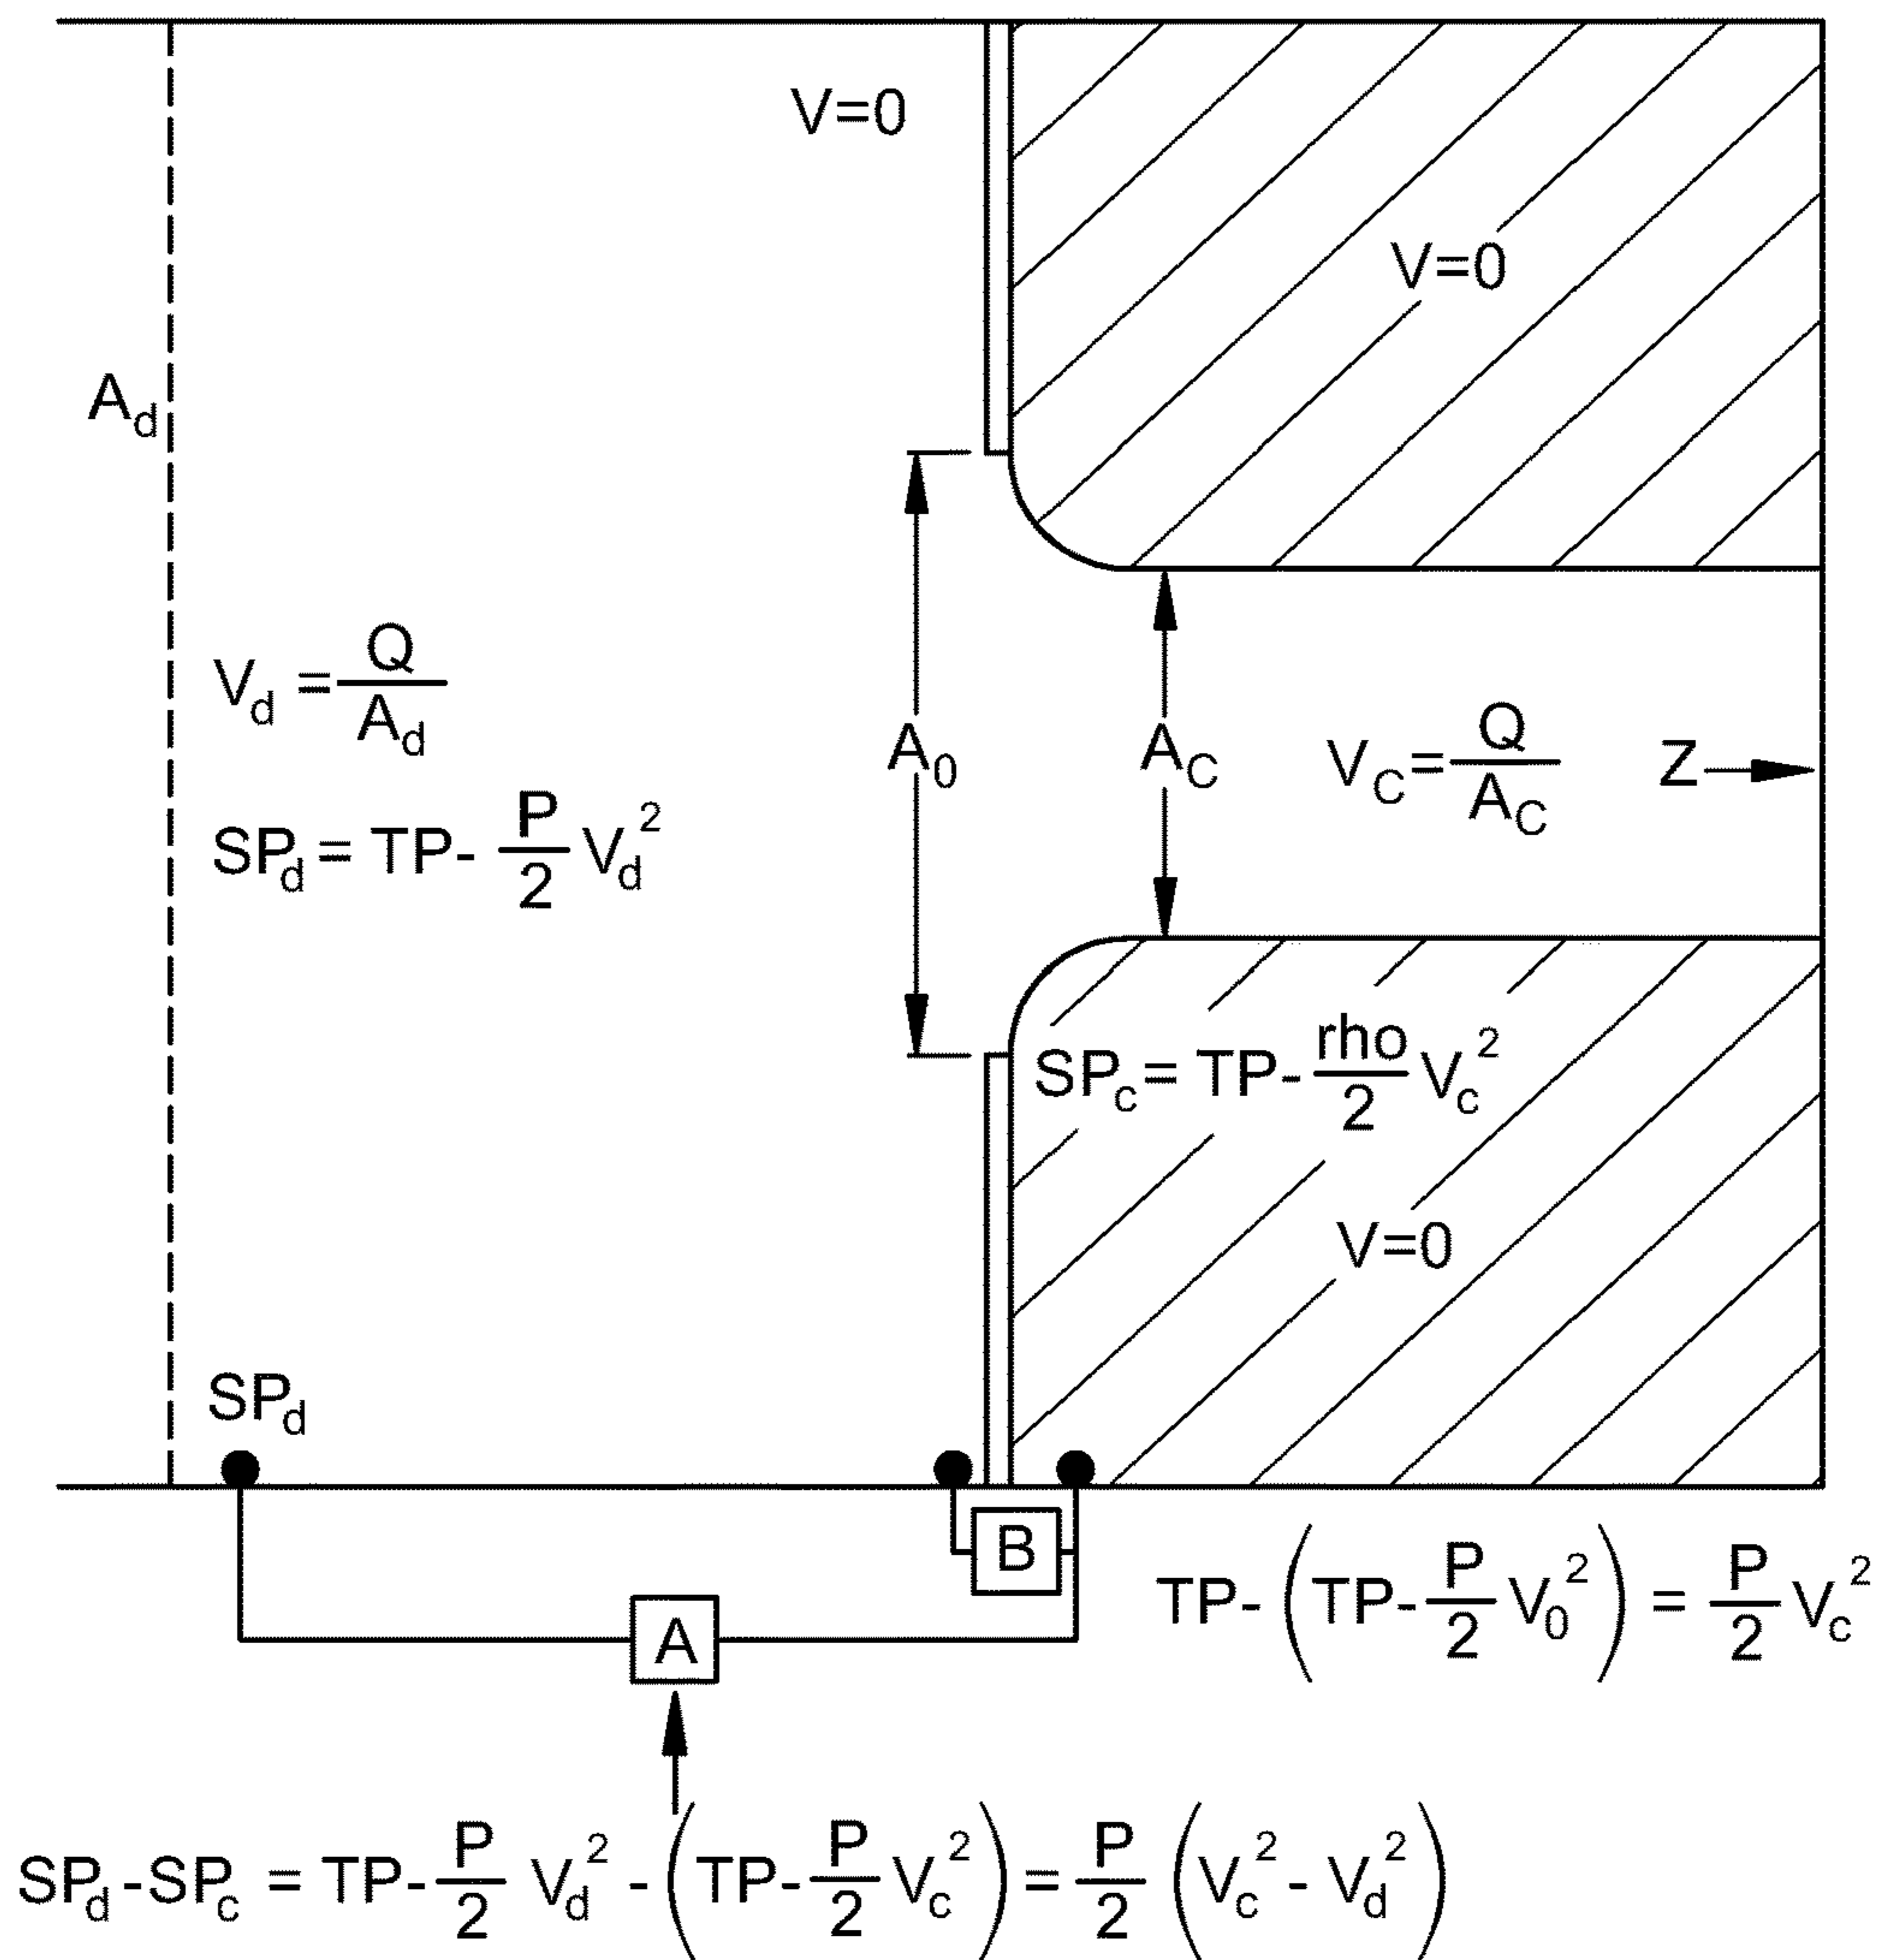 V=0
V=0
A_d
V_d = Q/A_d
A_0
A_C
V_C = Q/A_C
Z
SP_d = TP- P/2 V_d^2
SP_c = TP- rho/2 V_c^2
V=0
SP_d
B
TP- (TP- P/2 V_0^2) = P/2 V_c^2
A
SP_d - SP_c = TP- P/2 V_d^2 - (TP- P/2 V_c^2) = P/2 (V_c^2 - V_d^2)